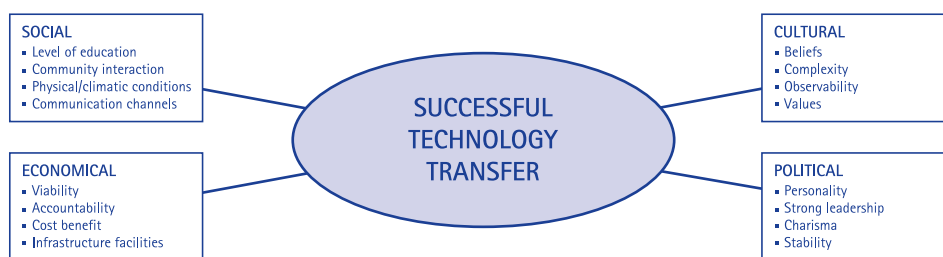 SOCIAL
▪ Level of education
▪ Community interaction
▪ Physical/climatic conditions
▪ Communication channels
CULTURAL
▪ Beliefs
▪ Complexity
▪ Observability
▪ Values
SUCCESSFUL
TECHNOLOGY
TRANSFER
ECONOMICAL
▪ Viability
▪ Accountability
▪ Cost benefit
▪ Infrastructure facilities
POLITICAL
▪ Personality
▪ Strong leadership
▪ Charisma
▪ Stability